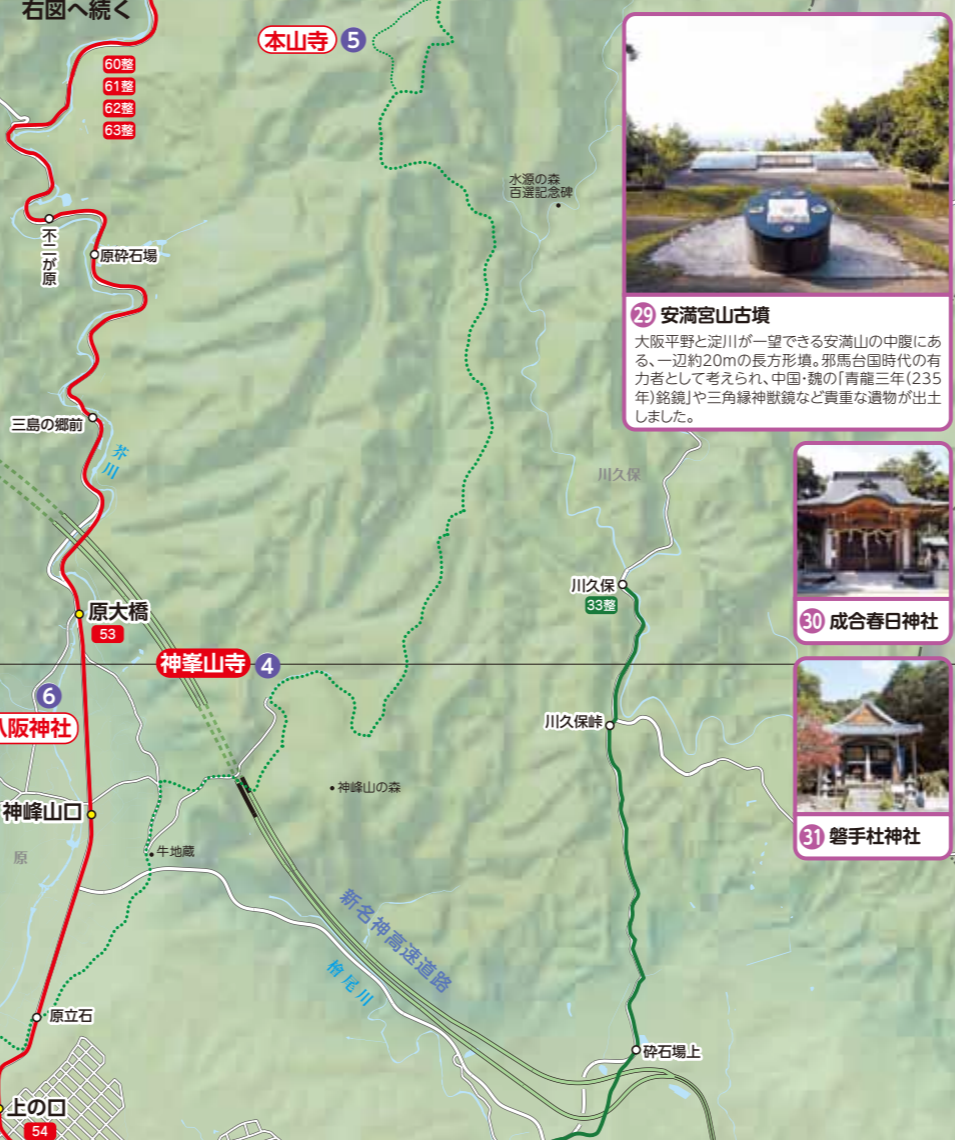 右図へ続く
60整
61整
62整
63整
本山寺 5
水源の森
百選記念碑
不二が原
原砕石場
29 安満宮山古墳
大阪平野と淀川が一望できる安満山の中腹にあ
る、一辺約20mの長方形墳。邪馬台国時代の有
力者として考えられ、中国・魏の「青龍三年(235
年)銘鏡」や三角縁神獣鏡など貴重な遺物が出土
しました。
三島の郷前
芥川
川久保
川久保
33整
30 成合春日神社
原大橋
53
神峯山寺 4
6
八阪神社
川久保峠
神峰山の森
神峰山口
31 磐手杜神社
原
牛地蔵
新名神高速道路
檜尾川
原立石
砕石場上
上の口
54